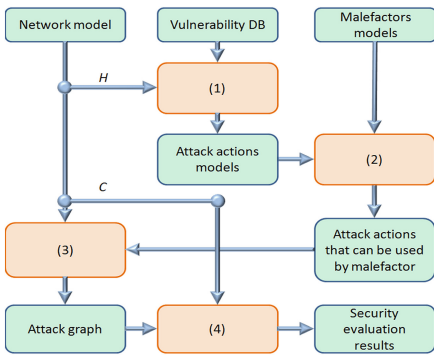 Network model
Vulnerability DB
Malefactors
models
H
(1)
Attack actions
models
(2)
C
(3)
Attack actions
that can be used
by malefactor
Attack graph
(4)
Security
evaluation
results